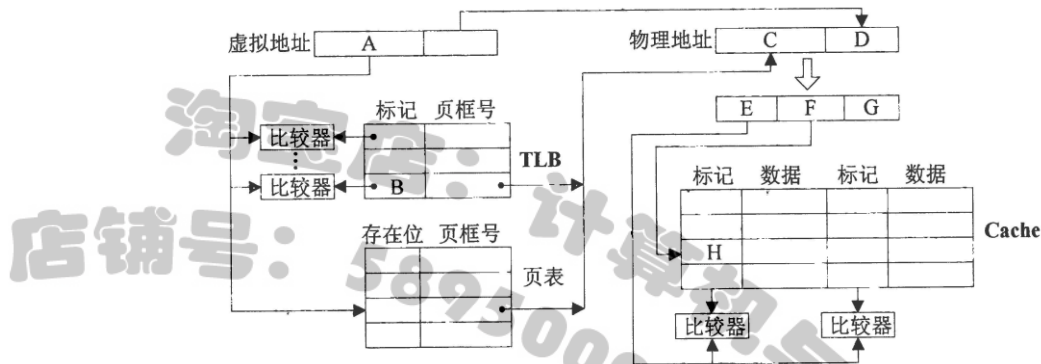 虚拟地址 A
物理地址 C D
E F G
标记 页框号
比较器
⋮
比较器 B
TLB
存在位 页框号
页表
标记 数据 标记 数据
H
Cache
比较器 比较器
淘宝店：计算机
店铺号：589300